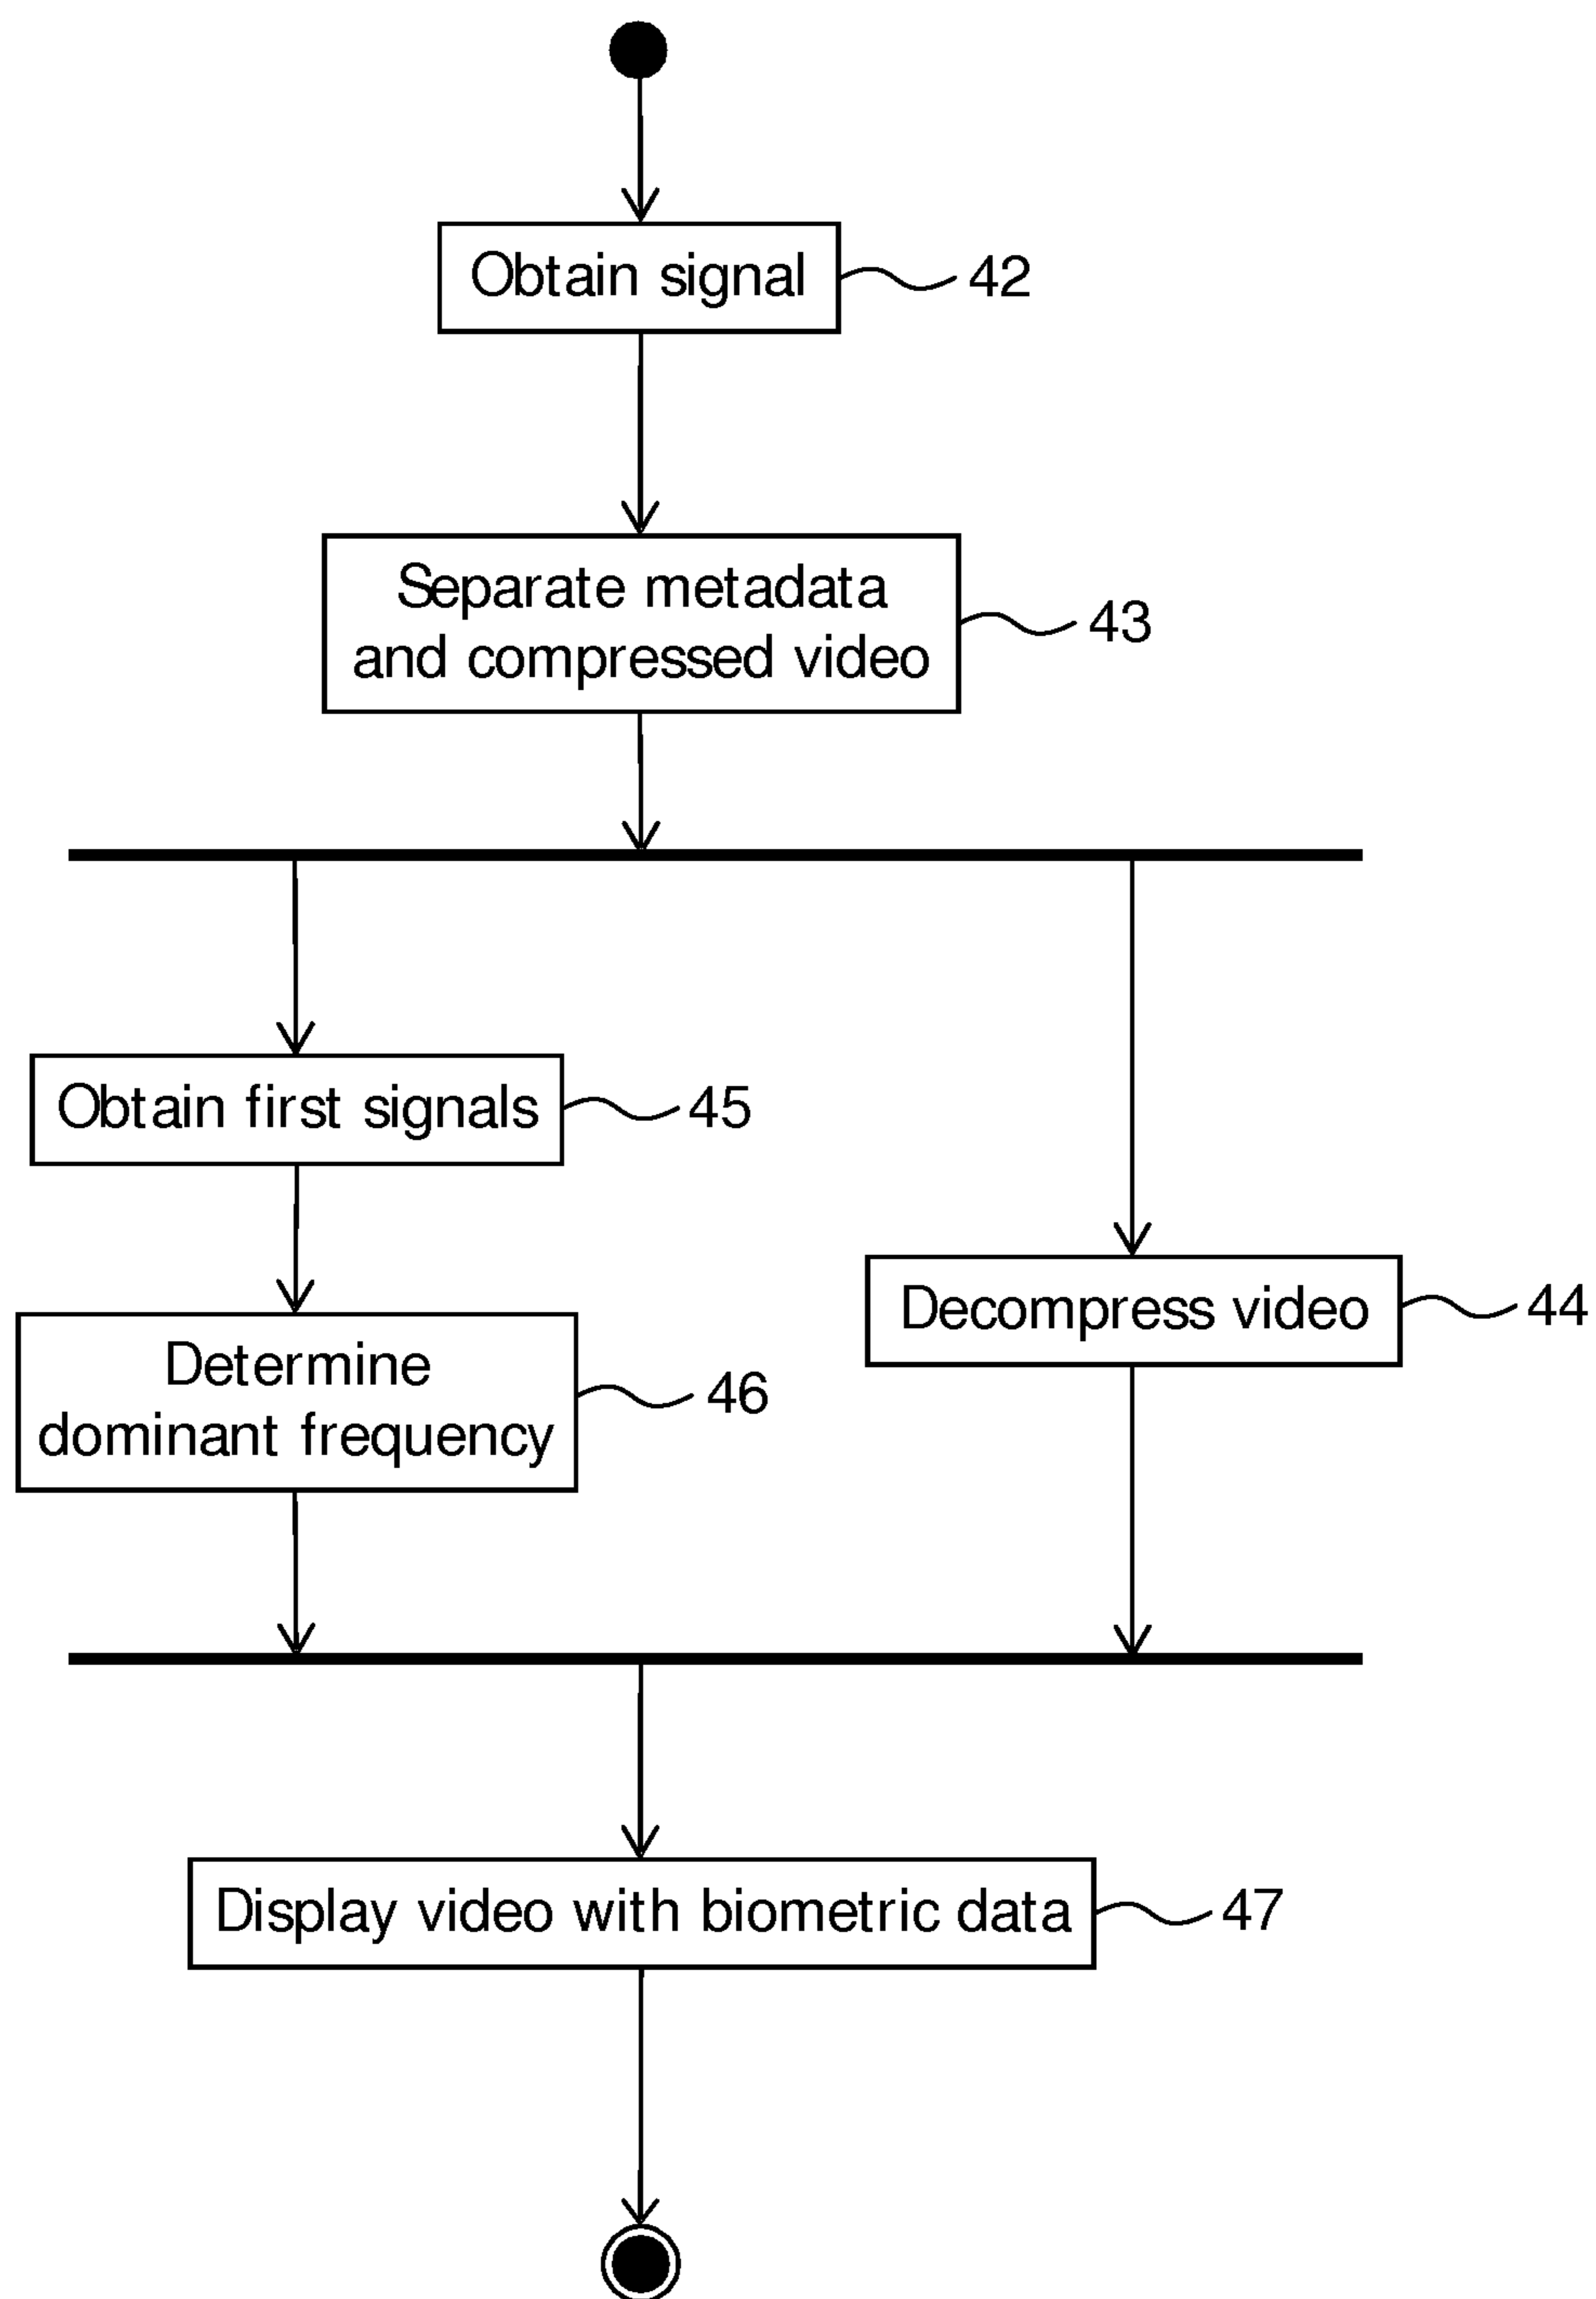 Obtain signal
42
Separate metadata
and compressed video
43
Obtain first signals
45
Decompress video
44
Determine
dominant frequency
46
Display video with biometric data
47